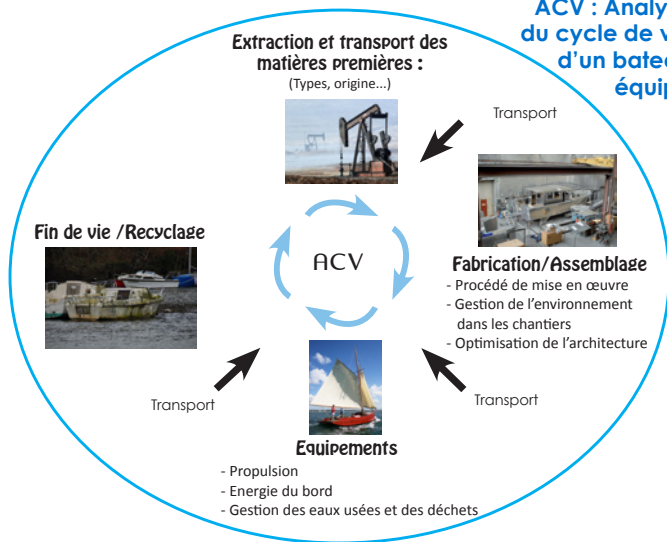 ACV : Analy
du cycle de v
d'un bate
équi
Extraction et transport des
matières premières :
(Types, origine...)
Transport
Fin de vie /Recyclage
ACV
Fabrication/Assemblage
- Procédé de mise en œuvre
- Gestion de l'environnement
dans les chantiers
- Optimisation de l'architecture
Transport
Transport
Equipements
- Propulsion
- Energie du bord
- Gestion des eaux usées et des déchets